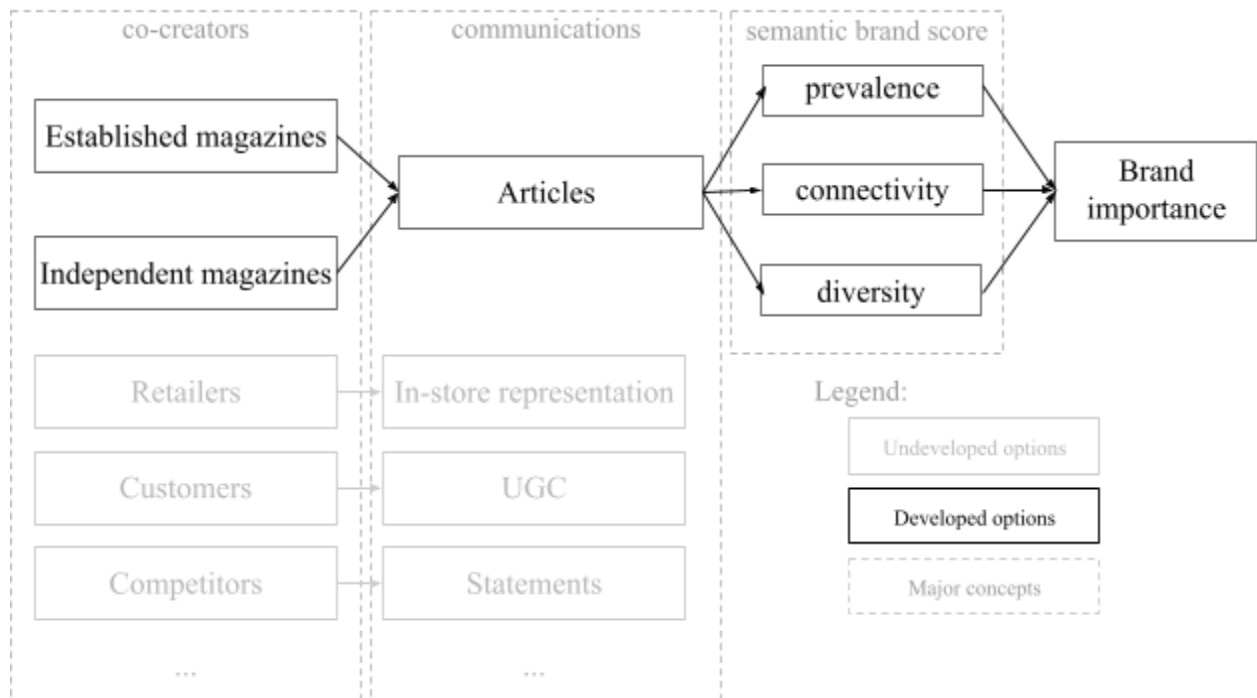 co-creators
communications
semantic brand score
prevalence
Established magazines
Articles
connectivity
Brand
importance
Independent magazines
diversity
Retailers
In-store representation
Legend:
Undeveloped options
Customers
UGC
Developed options
Competitors
Statements
Major concepts
...
...